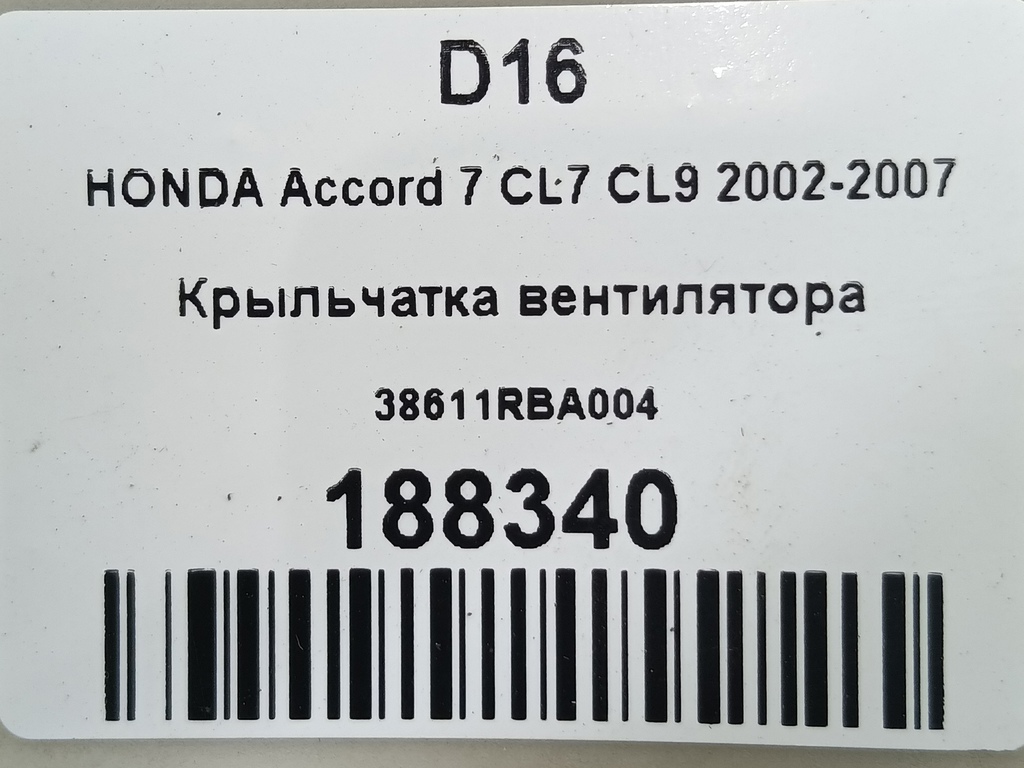 D16
HONDA Accord 7 CL7 CL9 2002-2007
Крыльчатка вентилятора
38611RBA004
188340